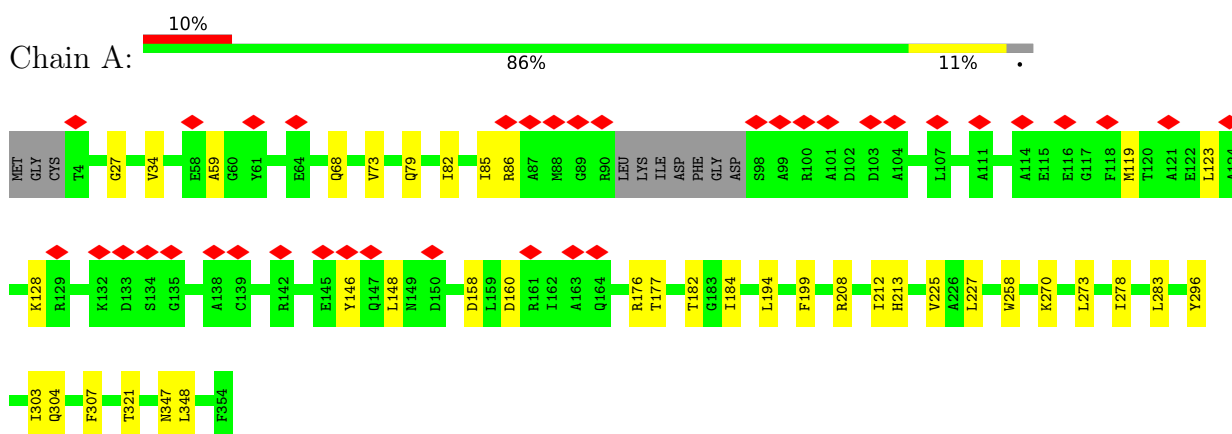 10%
Chain A:
86% 11% •
MET GLY CYS T4 G27 V34 E58 A59 G60 Y61 E64 Q68 V73 Q79 I82 I85 R86 A87 M88 G89 R90 LEU LYS ILE ASP PHE GLY ASP S98 A99 R100 A101 D102 D103 A104 L107 A111 A114 E115 E116 G117 F118 M119 T120 A121 E122 L123 A124
K128 R129 K132 D133 S134 G135 A138 C139 R142 E145 Y146 Q147 L148 N149 D150 D158 L159 D160 R161 I162 A163 Q164 R176 T177 T182 G183 I184 L194 F199 R208 I212 H213 V225 A226 L227 W258 K270 L273 I278 L283 Y296
I303 Q304 F307 T321 N347 L348 F354